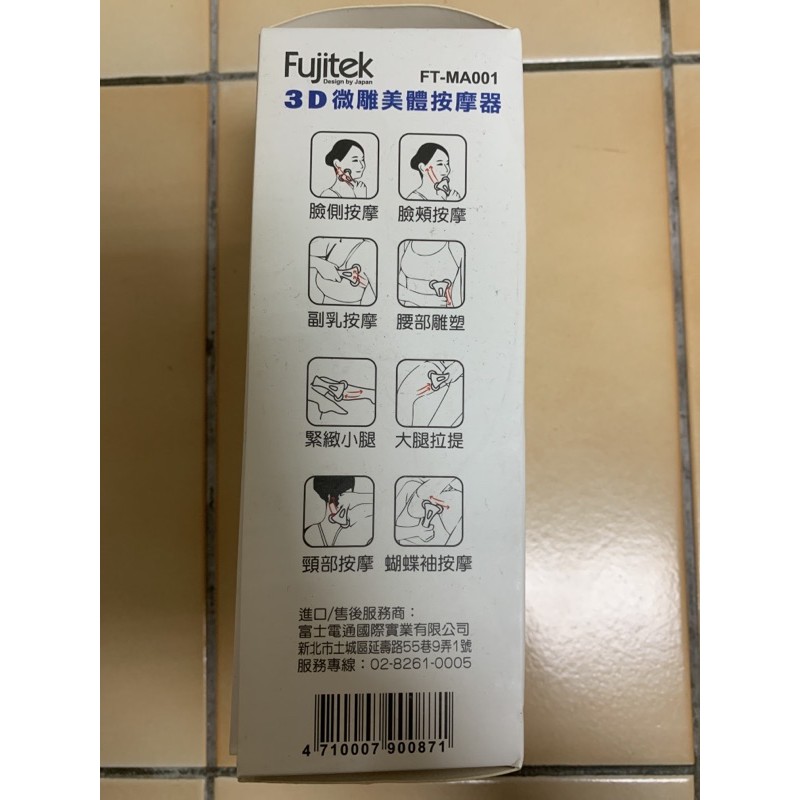 Fujitek
Design by Japan
FT-MA001
3D微雕美體按摩器
臉側按摩 臉頰按摩
副乳按摩 腰部雕塑
緊緻小腿 大腿拉提
頸部按摩 蝴蝶袖按摩
進口/售後服務商：
富士電通國際實業有限公司
新北市土城區延壽路55巷9弄1號
服務專線：02-8261-0005
4 710007 900871